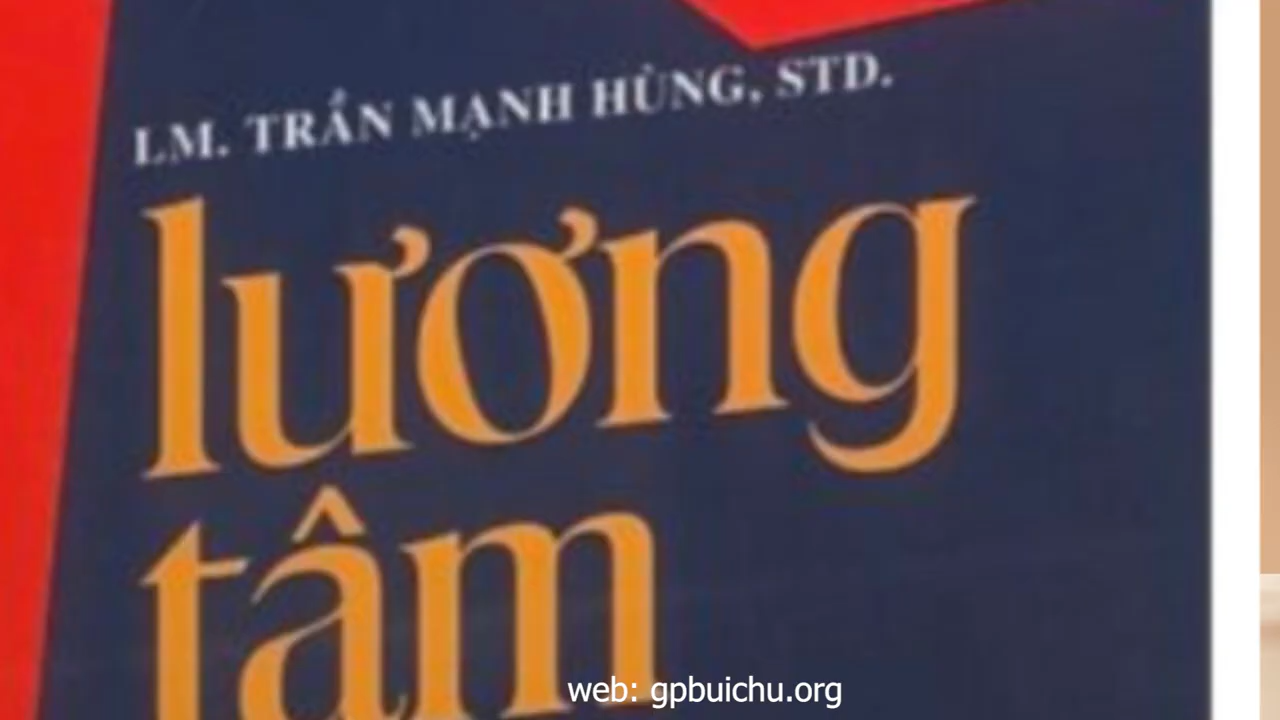 LM. TRẦN MẠNH HÙNG, STD.
lương
tâm
web: gpbuichu.org